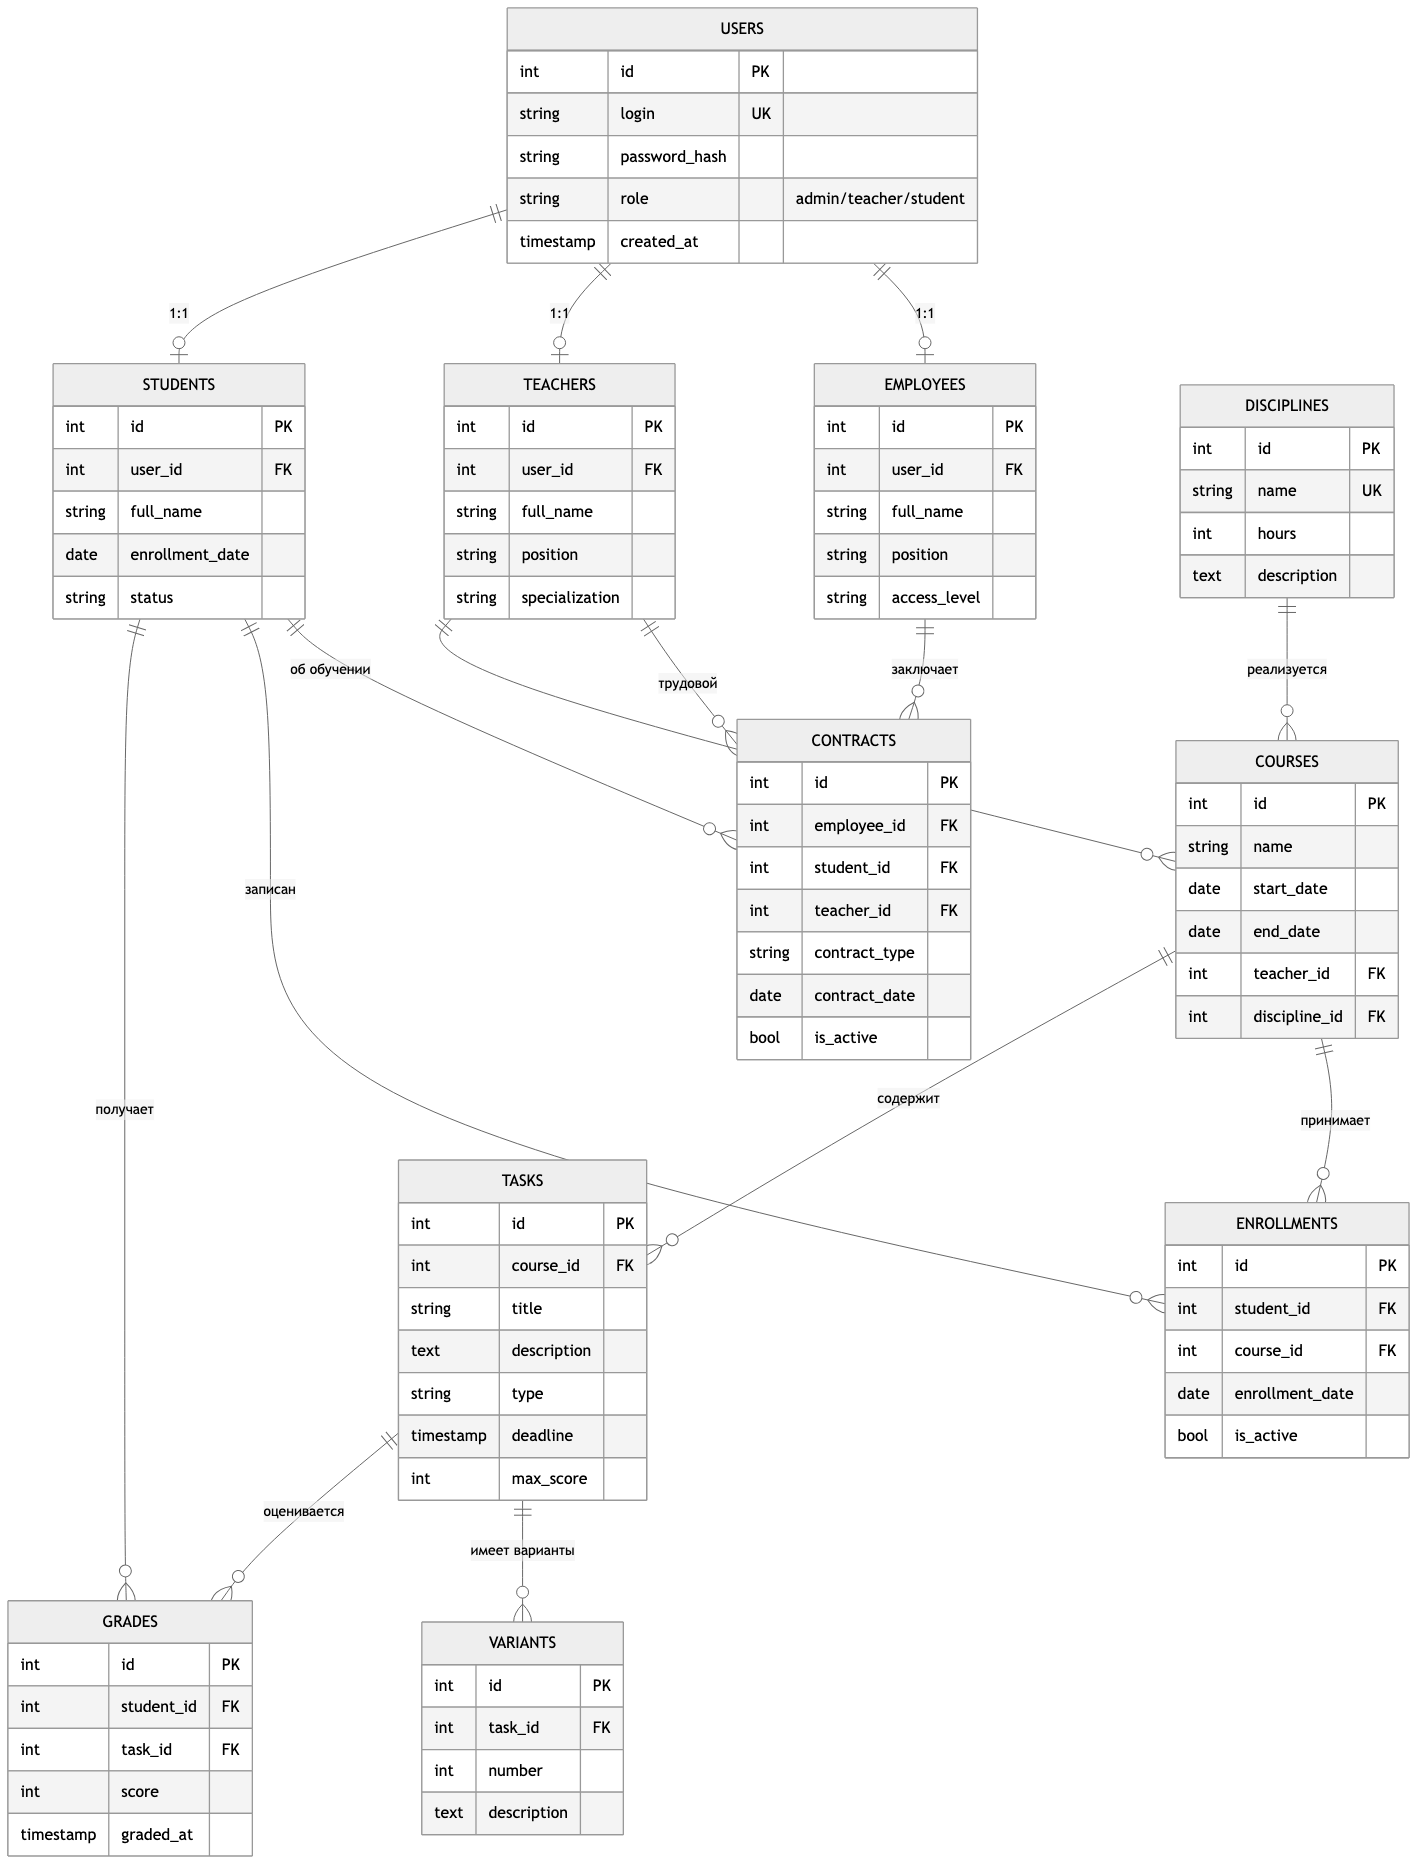 USERS
int id PK
string login UK
string password_hash
string role admin/teacher/student
timestamp created_at
1:1
1:1
1:1
STUDENTS
int id PK
int user_id FK
string full_name
date enrollment_date
string status
TEACHERS
int id PK
int user_id FK
string full_name
string position
string specialization
EMPLOYEES
int id PK
int user_id FK
string full_name
string position
string access_level
DISCIPLINES
int id PK
string name UK
int hours
text description
об обучении
трудовой
заключает
реализуется
CONTRACTS
int id PK
int employee_id FK
int student_id FK
int teacher_id FK
string contract_type
date contract_date
bool is_active
COURSES
int id PK
string name
date start_date
date end_date
int teacher_id FK
int discipline_id FK
записан
получает
содержит
принимает
TASKS
int id PK
int course_id FK
string title
text description
string type
timestamp deadline
int max_score
ENROLLMENTS
int id PK
int student_id FK
int course_id FK
date enrollment_date
bool is_active
оценивается
имеет варианты
GRADES
int id PK
int student_id FK
int task_id FK
int score
timestamp graded_at
VARIANTS
int id PK
int task_id FK
int number
text description